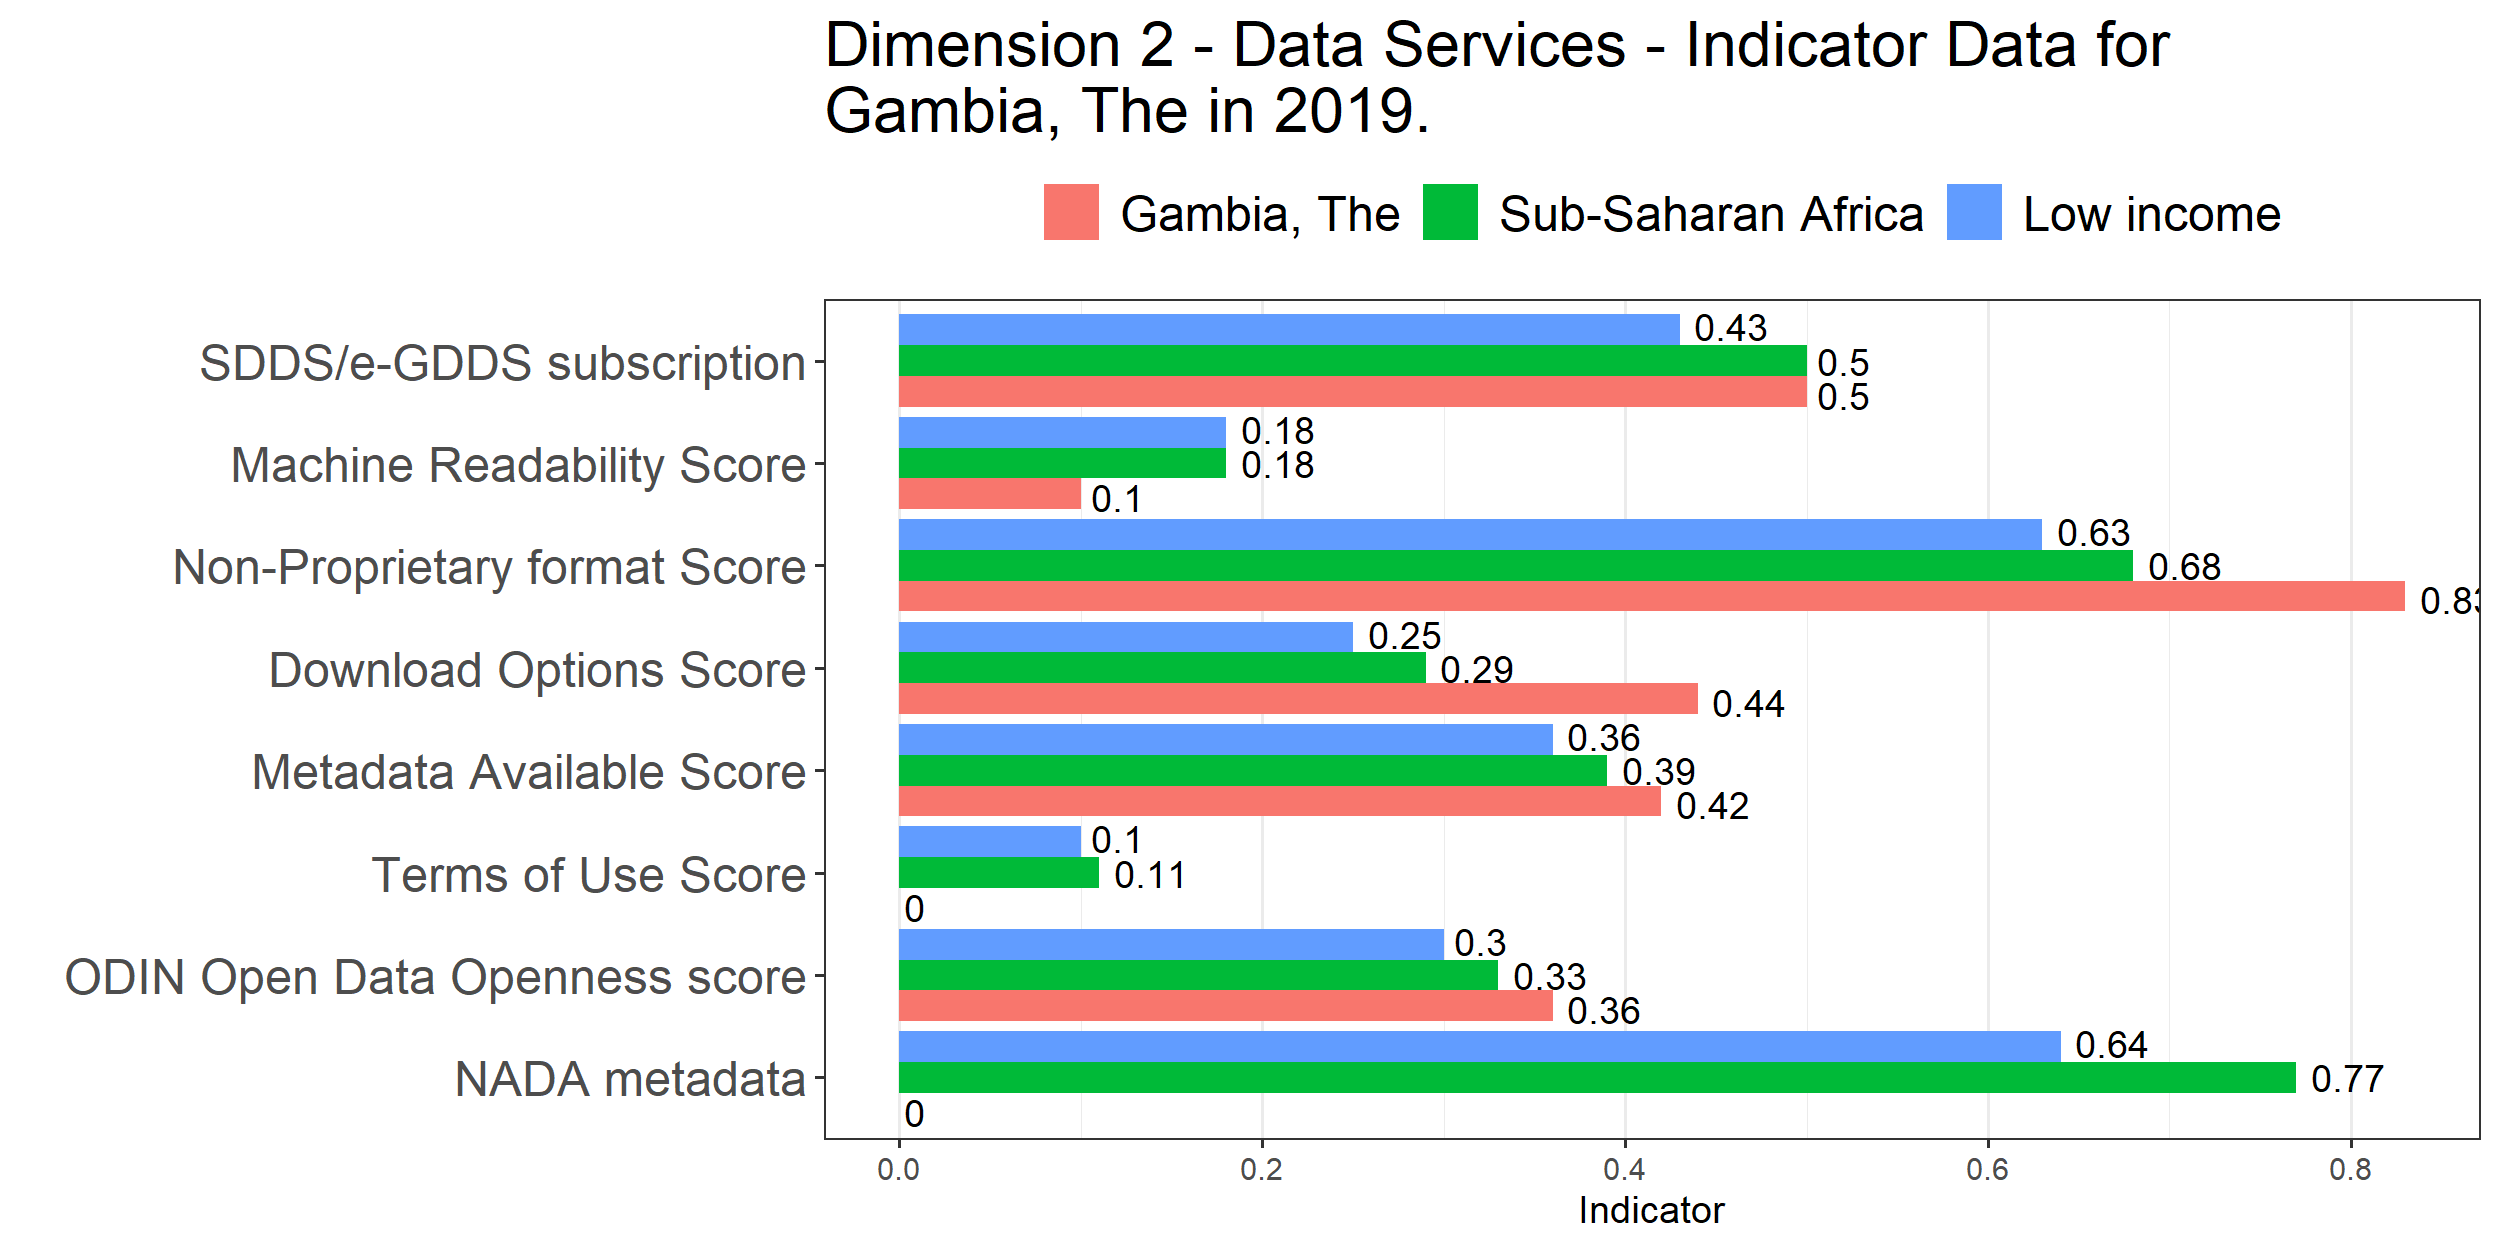 Dimension 2 - Data Services - Indicator Data for
Gambia, The in 2019.
Gambia, The
Sub-Saharan Africa
Low income
SDDS/e-GDDS subscription
0.43
0.5
0.5
Machine Readability Score
0.18
0.18
0.1
Non-Proprietary format Score
0.63
0.68
0.83
Download Options Score
0.25
0.29
0.44
Metadata Available Score
0.36
0.39
0.42
Terms of Use Score
0.1
0.11
0
ODIN Open Data Openness score
0.3
0.33
0.36
NADA metadata
0.64
0.77
0
0.0 0.2 0.4 0.6 0.8
Indicator